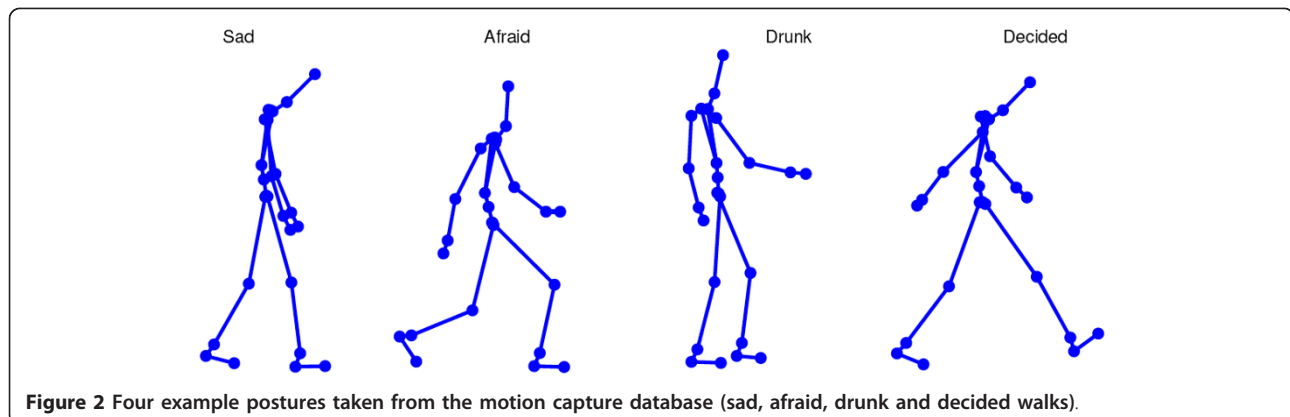 Sad Afraid Drunk Decided
Figure 2 Four example postures taken from the motion capture database (sad, afraid, drunk and decided walks).